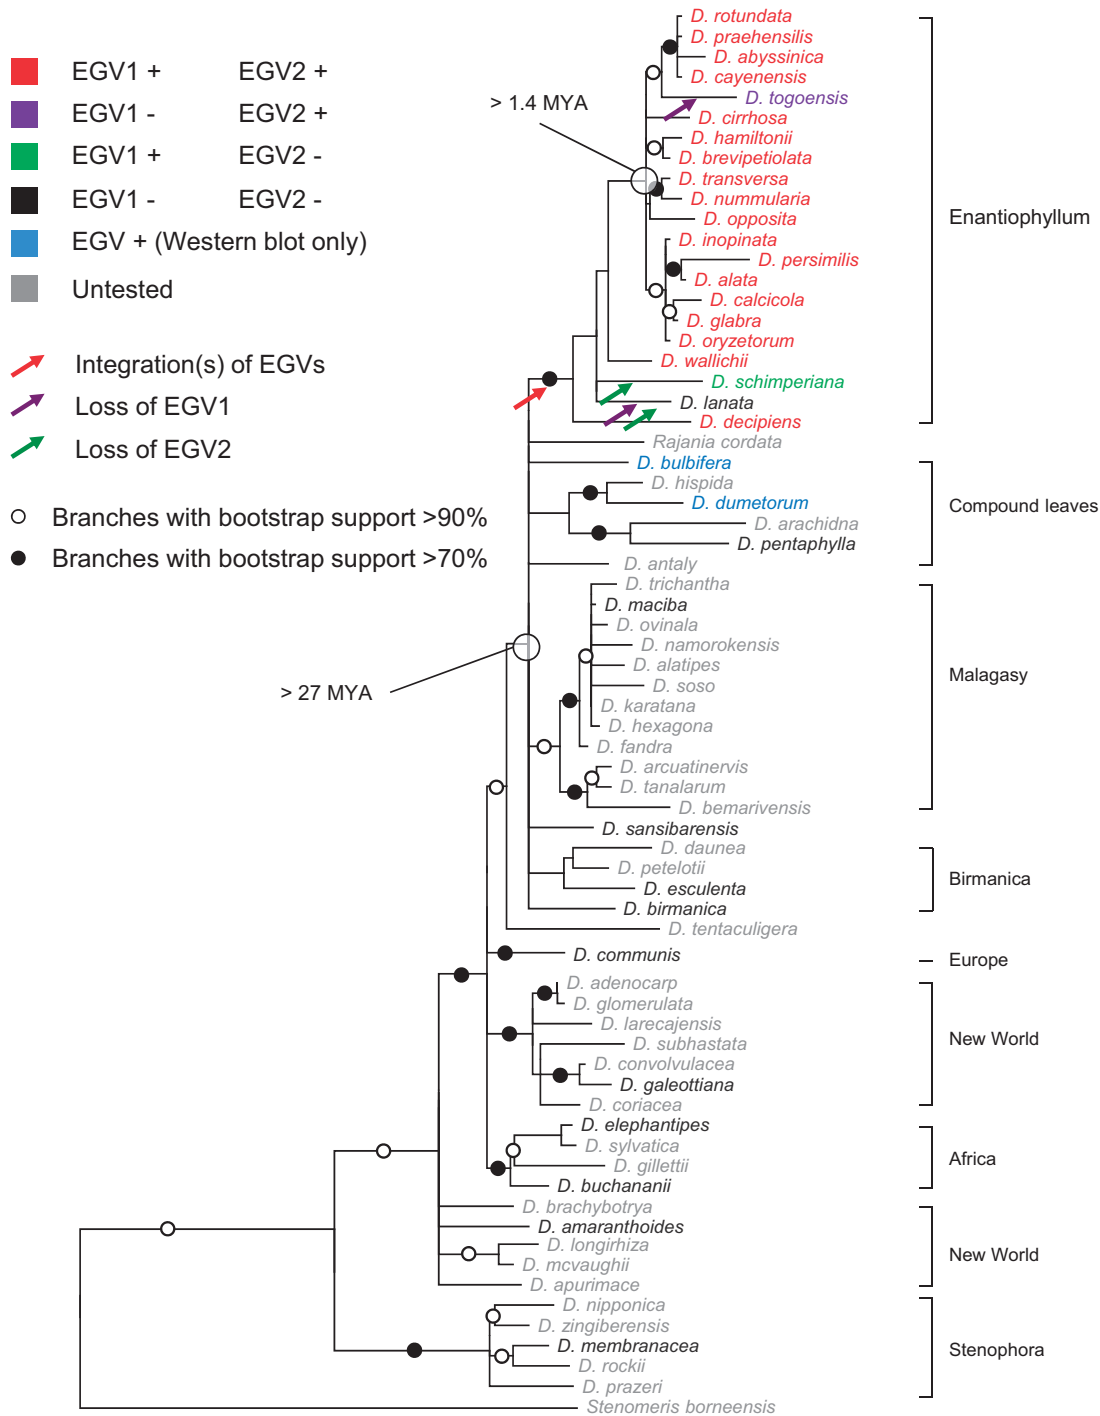 EGV1 + EGV2 +
EGV1 - EGV2 +
EGV1 + EGV2 -
EGV1 - EGV2 -
EGV + (Western blot only)
Untested
Integration(s) of EGVs
Loss of EGV1
Loss of EGV2
Branches with bootstrap support >90%
Branches with bootstrap support >70%
> 1.4 MYA
> 27 MYA
D. rotundata
D. praehensilis
D. abyssinica
D. cayenensis
D. togoensis
D. cirrhosa
D. hamiltonii
D. brevipetiolata
D. transversa
D. nummularia
D. opposita
D. inopinata
D. persimilis
D. alata
D. calcicola
D. glabra
D. oryzetorum
D. wallichii
D. schimperiana
D. lanata
D. decipiens
Rajania cordata
D. bulbifera
D. hispida
D. dumetorum
D. arachidna
D. pentaphylla
D. antaly
D. trichantha
D. maciba
D. ovinala
D. namorokensis
D. alatipes
D. soso
D. karatana
D. hexagona
D. fandra
D. arcuatinervis
D. tanalarum
D. bemarivensis
D. sansibarensis
D. daunea
D. petelotii
D. esculenta
D. birmanica
D. tentaculigera
D. communis
D. adenocarp
D. glomerulata
D. larecajensis
D. subhastata
D. convolvulacea
D. galeottiana
D. coriacea
D. elephantipes
D. sylvatica
D. gillettii
D. buchananii
D. brachybotrya
D. amaranthoides
D. longirhiza
D. mcvaughii
D. apurimace
D. nipponica
D. zingiberensis
D. membranacea
D. rockii
D. prazeri
Stenomeris borneensis
Enantiophyllum
Compound leaves
Malagasy
Birmanica
Europe
New World
Africa
New World
Stenophora